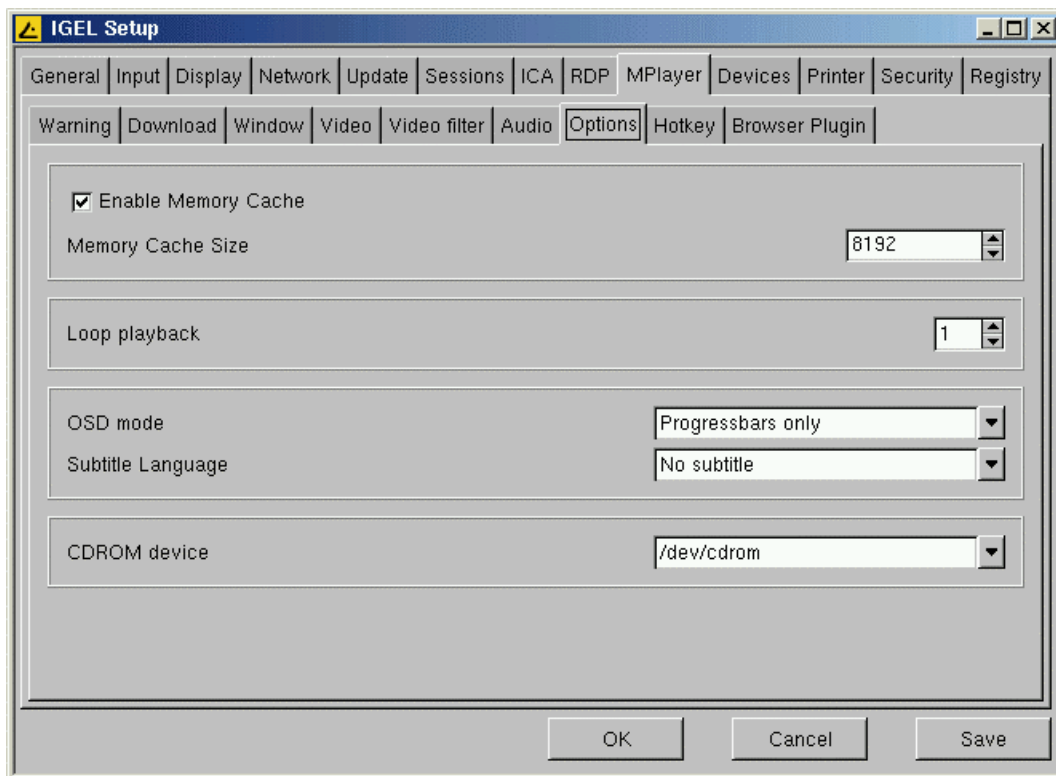 IGEL Setup
General Input Display Network Update Sessions ICA RDP MPlayer Devices Printer Security Registry
Warning Download Window Video Video filter Audio Options Hotkey Browser Plugin
Enable Memory Cache
Memory Cache Size 8192
Loop playback 1
OSD mode Progressbars only
Subtitle Language No subtitle
CDROM device /dev/cdrom
OK Cancel Save